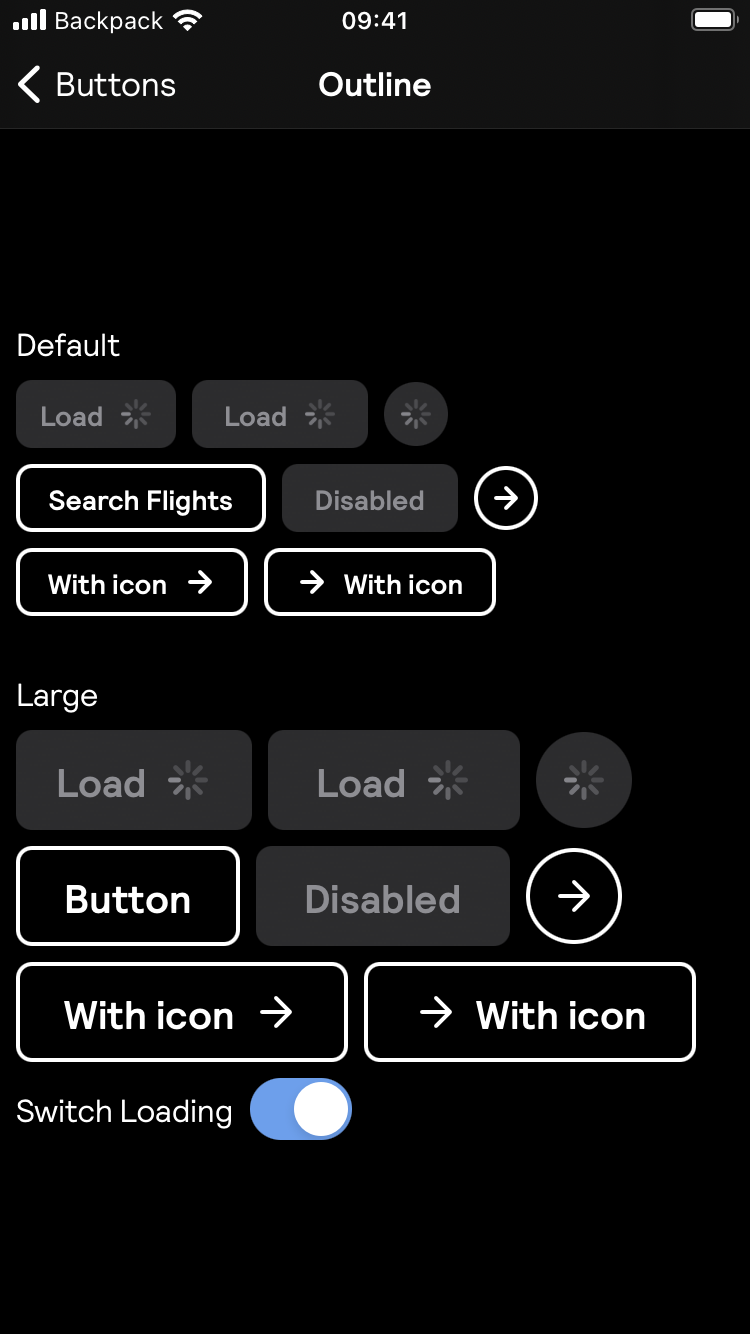 Backpack 09:41
Buttons Outline
Default
Load Load
Search Flights Disabled
With icon With icon
Large
Load Load
Button Disabled
With icon With icon
Switch Loading